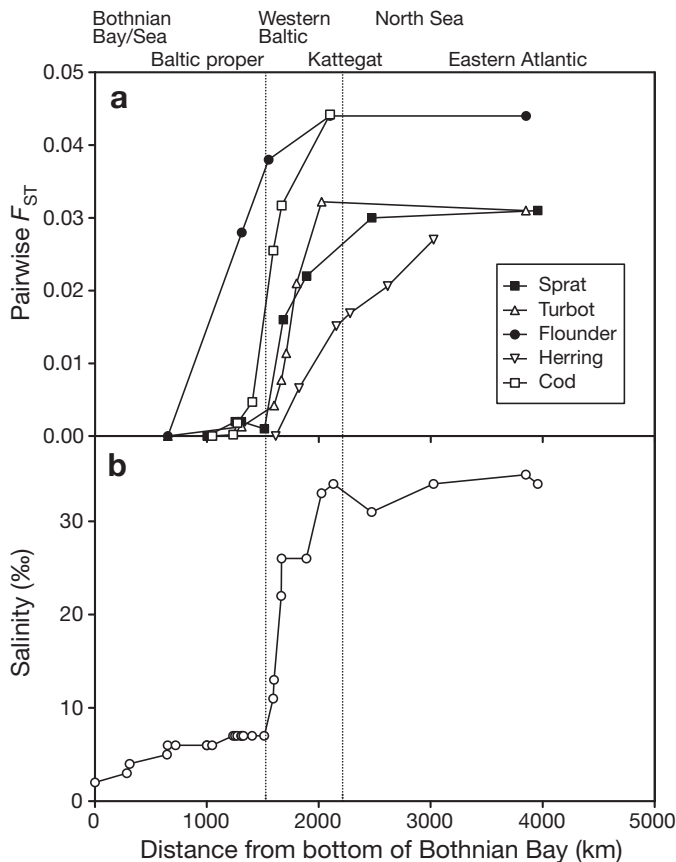 Bothnian Bay/Sea
Western Baltic
North Sea
Baltic proper
Kattegat
Eastern Atlantic
a
Pairwise FST
0.05
0.04
0.03
0.02
0.01
0.00
Sprat
Turbot
Flounder
Herring
Cod
b
Salinity (‰)
30
20
10
0
0 1000 2000 3000 4000 5000
Distance from bottom of Bothnian Bay (km)